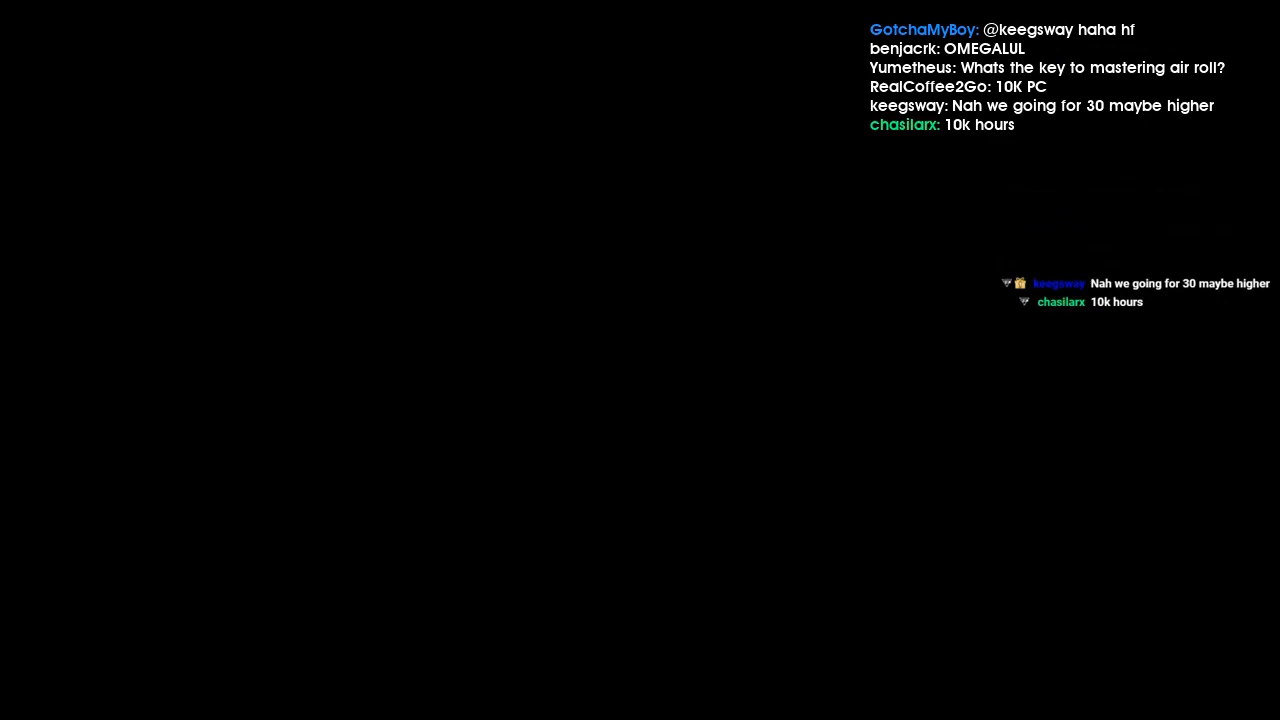 GotchaMyBoy: @keegsway haha hf
benjacrk: OMEGALUL
Yumetheus: Whats the key to mastering air roll?
RealCoffee2Go: 10K PC
keegsway: Nah we going for 30 maybe higher
chasilarx: 10k hours
keegsway Nah we going for 30 maybe higher
chasilarx 10k hours